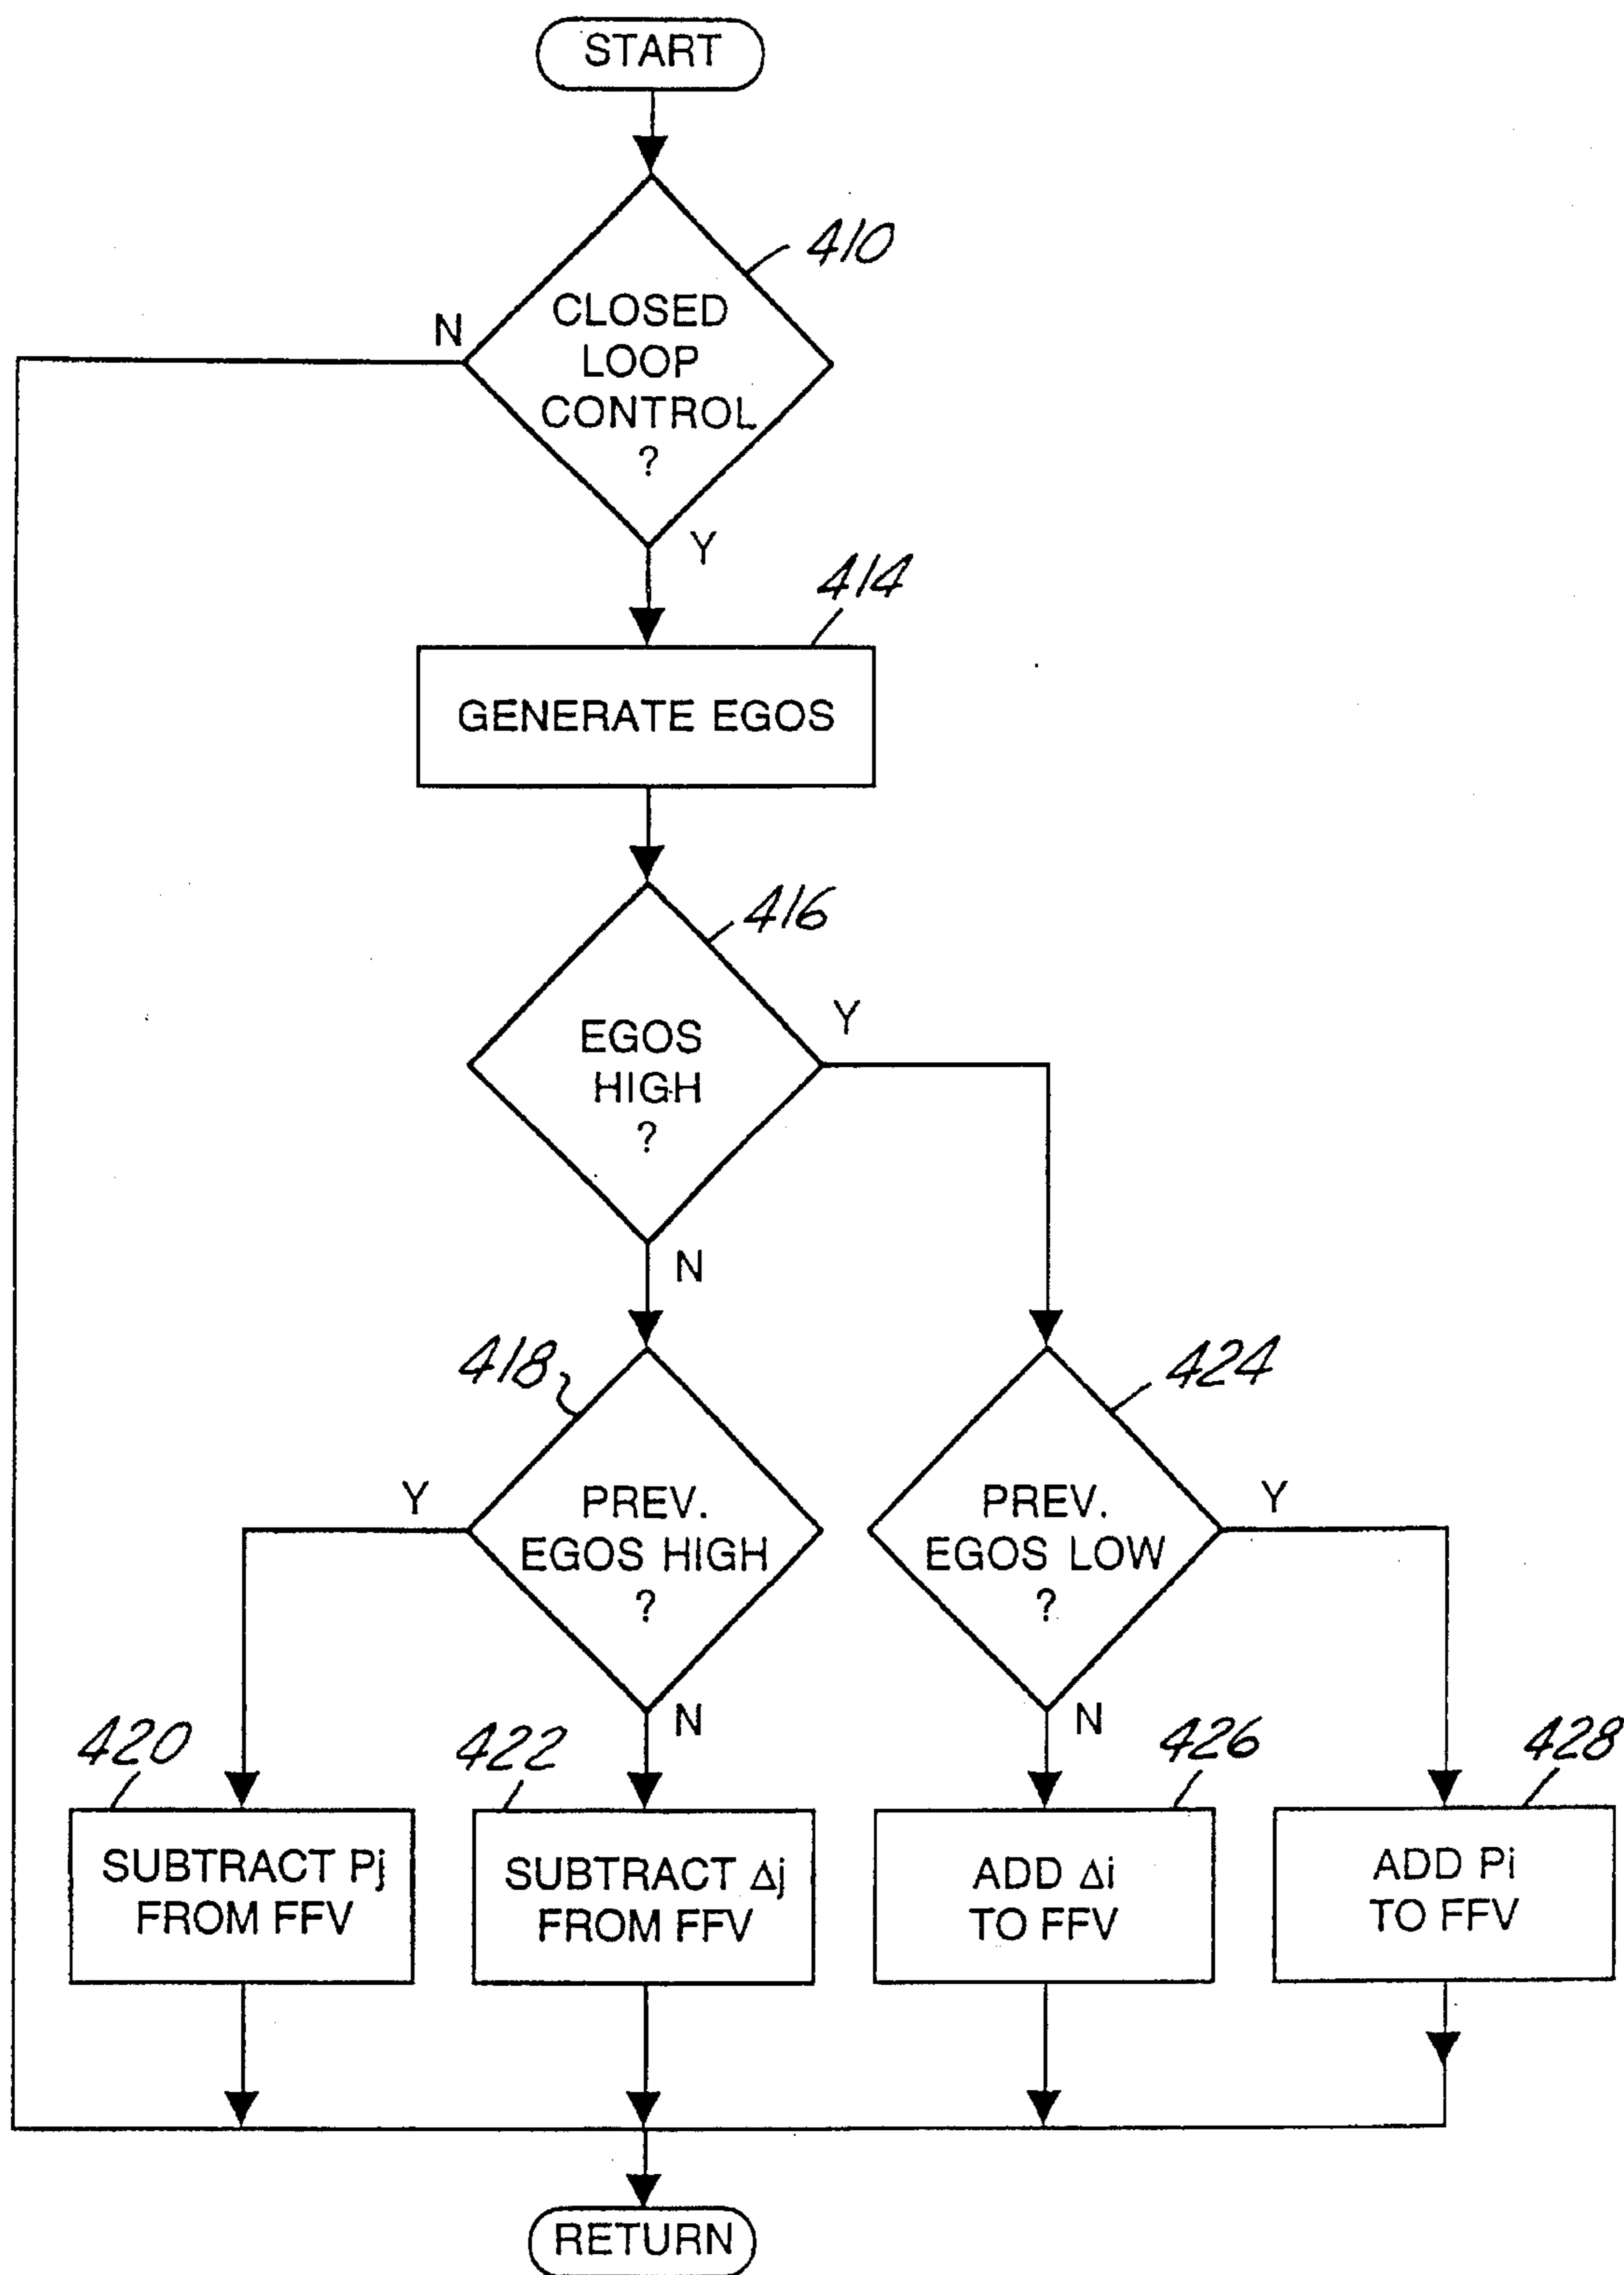 START
410
CLOSED
LOOP
CONTROL
?
N
Y
414
GENERATE EGOS
416
EGOS
HIGH
?
Y
N
418
PREV.
EGOS HIGH
?
Y
N
424
PREV.
EGOS LOW
?
Y
N
420
SUBTRACT Pj
FROM FFV
422
SUBTRACT Δj
FROM FFV
426
ADD Δi
TO FFV
428
ADD Pi
TO FFV
RETURN